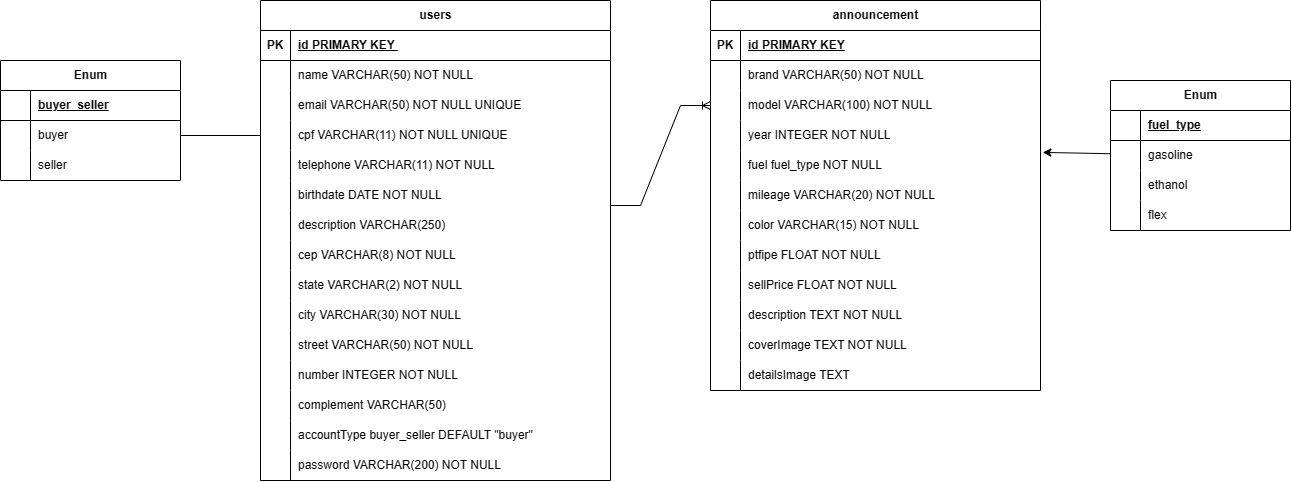 Enum
buyer_seller
buyer
seller
users
PK id PRIMARY KEY
name VARCHAR(50) NOT NULL
email VARCHAR(50) NOT NULL UNIQUE
cpf VARCHAR(11) NOT NULL UNIQUE
telephone VARCHAR(11) NOT NULL
birthdate DATE NOT NULL
description VARCHAR(250)
cep VARCHAR(8) NOT NULL
state VARCHAR(2) NOT NULL
city VARCHAR(30) NOT NULL
street VARCHAR(50) NOT NULL
number INTEGER NOT NULL
complement VARCHAR(50)
accountType buyer_seller DEFAULT "buyer"
password VARCHAR(200) NOT NULL
announcement
PK id PRIMARY KEY
brand VARCHAR(50) NOT NULL
model VARCHAR(100) NOT NULL
year INTEGER NOT NULL
fuel fuel_type NOT NULL
mileage VARCHAR(20) NOT NULL
color VARCHAR(15) NOT NULL
ptfipe FLOAT NOT NULL
sellPrice FLOAT NOT NULL
description TEXT NOT NULL
coverImage TEXT NOT NULL
detailsImage TEXT
Enum
fuel_type
gasoline
ethanol
flex